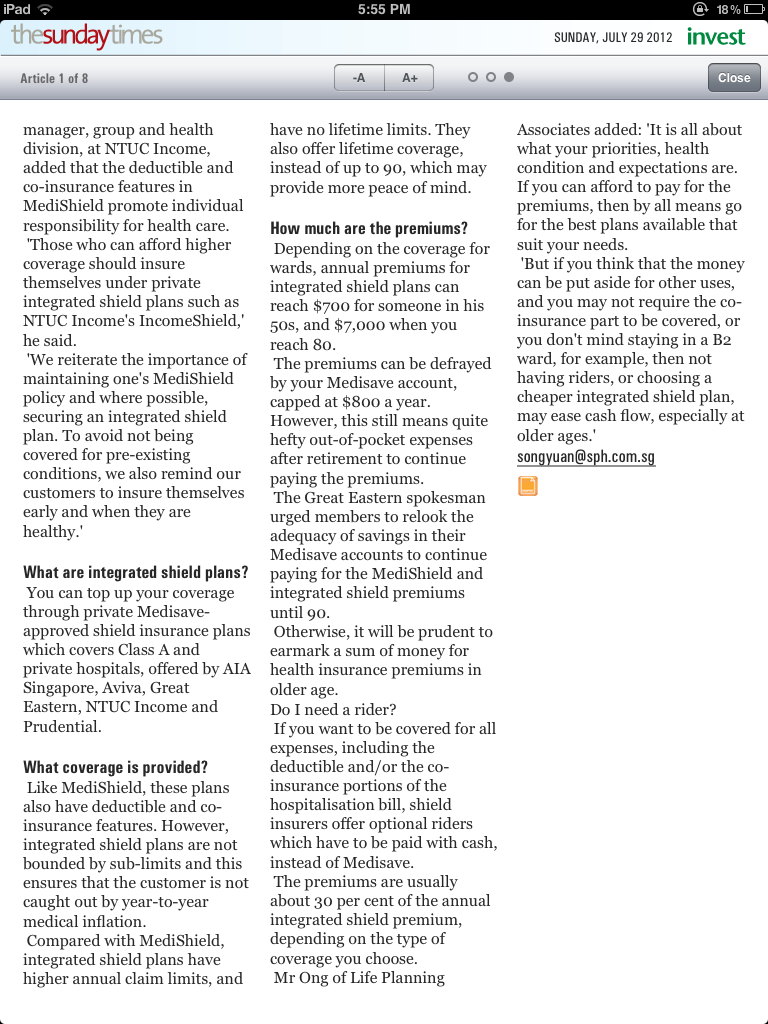 iPad 5:55 PM 18%
thesundaytimes SUNDAY, JULY 29 2012 invest
Article 1 of 8 -A A+ Close
manager, group and health
division, at NTUC Income,
added that the deductible and
co-insurance features in
MediShield promote individual
responsibility for health care.
'Those who can afford higher
coverage should insure
themselves under private
integrated shield plans such as
NTUC Income's IncomeShield,'
he said.
'We reiterate the importance of
maintaining one's MediShield
policy and where possible,
securing an integrated shield
plan. To avoid not being
covered for pre-existing
conditions, we also remind our
customers to insure themselves
early and when they are
healthy.'
What are integrated shield plans?
You can top up your coverage
through private Medisave-
approved shield insurance plans
which covers Class A and
private hospitals, offered by AIA
Singapore, Aviva, Great
Eastern, NTUC Income and
Prudential.
What coverage is provided?
Like MediShield, these plans
also have deductible and co-
insurance features. However,
integrated shield plans are not
bounded by sub-limits and this
ensures that the customer is not
caught out by year-to-year
medical inflation.
Compared with MediShield,
integrated shield plans have
higher annual claim limits, and
have no lifetime limits. They
also offer lifetime coverage,
instead of up to 90, which may
provide more peace of mind.
How much are the premiums?
Depending on the coverage for
wards, annual premiums for
integrated shield plans can
reach $700 for someone in his
50s, and $7,000 when you
reach 80.
The premiums can be defrayed
by your Medisave account,
capped at $800 a year.
However, this still means quite
hefty out-of-pocket expenses
after retirement to continue
paying the premiums.
The Great Eastern spokesman
urged members to relook the
adequacy of savings in their
Medisave accounts to continue
paying for the MediShield and
integrated shield premiums
until 90.
Otherwise, it will be prudent to
earmark a sum of money for
health insurance premiums in
older age.
Do I need a rider?
If you want to be covered for all
expenses, including the
deductible and/or the co-
insurance portions of the
hospitalisation bill, shield
insurers offer optional riders
which have to be paid with cash,
instead of Medisave.
The premiums are usually
about 30 per cent of the annual
integrated shield premium,
depending on the type of
coverage you choose.
Mr Ong of Life Planning
Associates added: 'It is all about
what your priorities, health
condition and expectations are.
If you can afford to pay for the
premiums, then by all means go
for the best plans available that
suit your needs.
'But if you think that the money
can be put aside for other uses,
and you may not require the co-
insurance part to be covered, or
you don't mind staying in a B2
ward, for example, then not
having riders, or choosing a
cheaper integrated shield plan,
may ease cash flow, especially at
older ages.'
songyuan@sph.com.sg